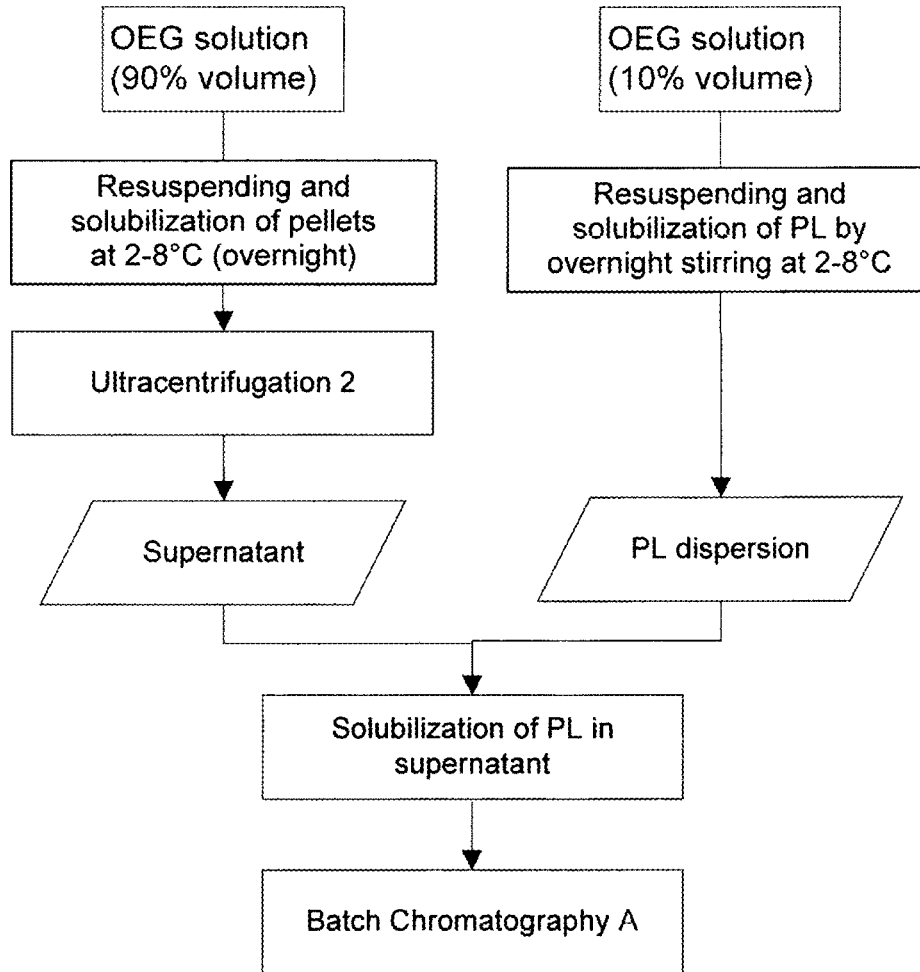 OEG solution
(90% volume)
OEG solution
(10% volume)
Resuspending and
solubilization of pellets
at 2-8°C (overnight)
Resuspending and
solubilization of PL by
overnight stirring at 2-8°C
Ultracentrifugation 2
Supernatant
PL dispersion
Solubilization of PL in
supernatant
Batch Chromatography A